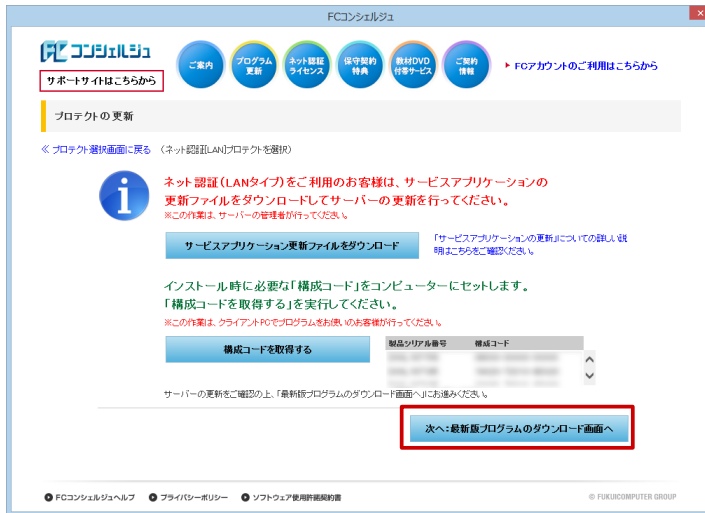 FCコンシェルジュ
×
FCコンシェルジュ
サポートサイトはこちらから
ご案内
プログラム
更新
ネット認証
ライセンス
保守契約
特典
教材DVD
付帯サービス
ご契約
情報
FCアカウントのご利用はこちらから
プロテクトの更新
≪ プロテクト選択画面に戻る (ネット認証[LAN]プロテクトを選択)
ネット認証(LANタイプ)をご利用のお客様は、サービスアプリケーションの
更新ファイルをダウンロードしてサーバーの更新を行ってください。
※この作業は、サーバーの管理者が行ってください。
サービスアプリケーション更新ファイルをダウンロード
「サービスアプリケーションの更新」についての詳しい説
明はこちらをご確認ください。
インストール時に必要な「構成コード」をコンピューターにセットします。
「構成コードを取得する」を実行してください。
※この作業は、クライアントPCでプログラムをお使いのお客様が行ってください。
構成コードを取得する
製品シリアル番号 構成コード
サーバーの更新をご確認の上、「最新版プログラムのダウンロード画面へ」にお進みください。
次へ:最新版プログラムのダウンロード画面へ
FCコンシェルジュヘルプ プライバシーポリシー ソフトウェア使用許諾契約書
© FUKUICOMPUTER GROUP